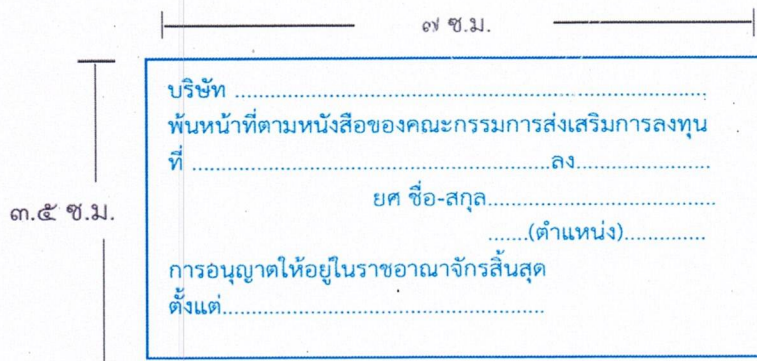 ๗ ซ.ม.
บริษัท ............................................................................
พ้นหน้าที่ตามหนังสือของคณะกรรมการส่งเสริมการลงทุน
ที่ ..........................................................ลง......................
ยศ ชื่อ-สกุล.....................................
.......(ตำแหน่ง).............
๓.๕ ซ.ม.
การอนุญาตให้อยู่ในราชอาณาจักรสิ้นสุด
ตั้งแต่....................................................